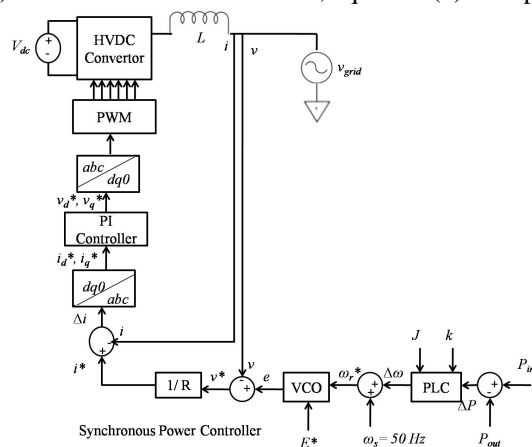 HVDC
Convertor
V_dc
+
-
L
i
v
v_grid
PWM
abc
dq0
v_d*, v_q*
PI
Controller
i_d*, i_q*
dq0
abc
Δi
i
-
+
i*
1/ R
v*
v
-
+
e
VCO
E*
ω_r*
+
+
Δω
ω_s = 50 Hz
PLC
J
k
ΔP
+
-
P_in
P_out
Synchronous Power Controller